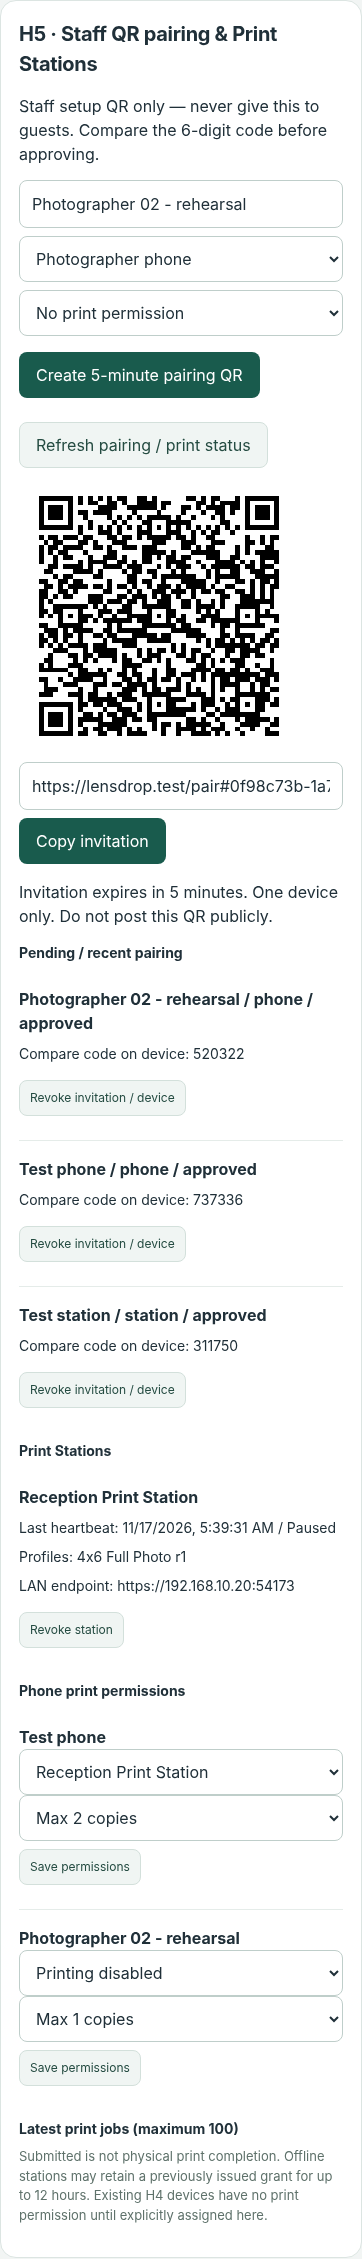 H5 · Staff QR pairing & Print
Stations
Staff setup QR only — never give this to
guests. Compare the 6-digit code before
approving.
Photographer 02 - rehearsal
Photographer phone
No print permission
Create 5-minute pairing QR
Refresh pairing / print status
https://lensdrop.test/pair#0f98c73b-1a7
Copy invitation
Invitation expires in 5 minutes. One device
only. Do not post this QR publicly.
Pending / recent pairing
Photographer 02 - rehearsal / phone /
approved
Compare code on device: 520322
Revoke invitation / device
Test phone / phone / approved
Compare code on device: 737336
Revoke invitation / device
Test station / station / approved
Compare code on device: 311750
Revoke invitation / device
Print Stations
Reception Print Station
Last heartbeat: 11/17/2026, 5:39:31 AM / Paused
Profiles: 4x6 Full Photo r1
LAN endpoint: https://192.168.10.20:54173
Revoke station
Phone print permissions
Test phone
Reception Print Station
Max 2 copies
Save permissions
Photographer 02 - rehearsal
Printing disabled
Max 1 copies
Save permissions
Latest print jobs (maximum 100)
Submitted is not physical print completion. Offline
stations may retain a previously issued grant for up
to 12 hours. Existing H4 devices have no print
permission until explicitly assigned here.